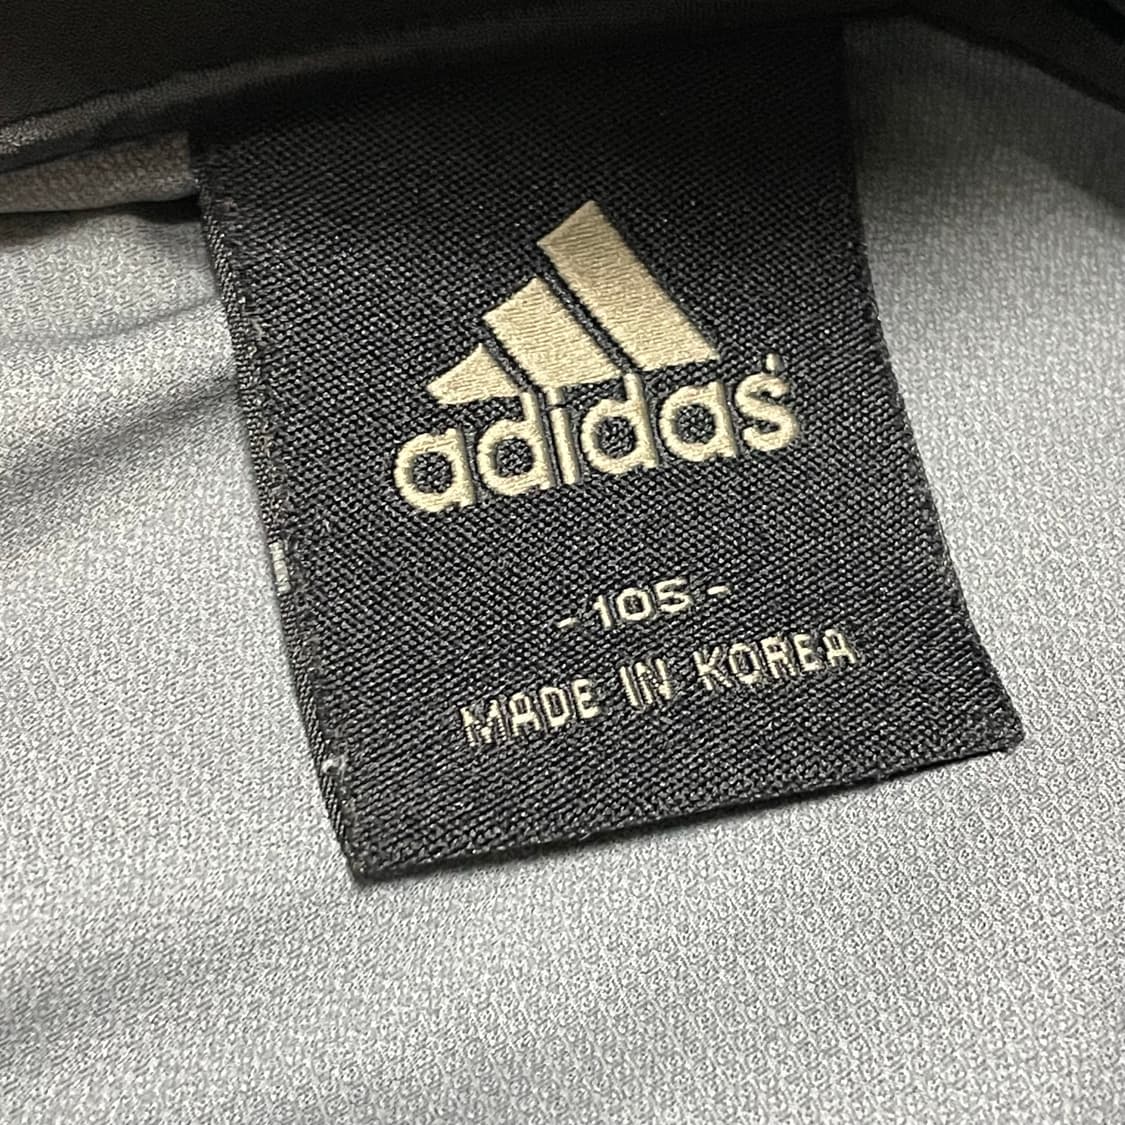 adidas
- 105 -
MADE IN KOREA